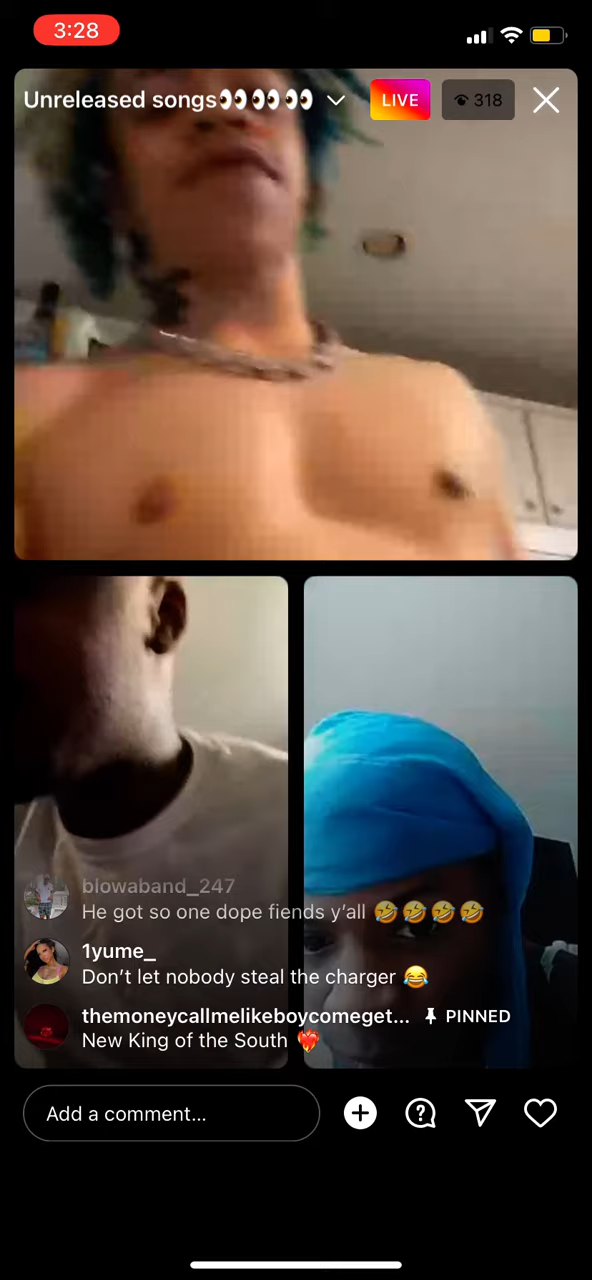 3:28
Unreleased songs👀👀👀
LIVE
318
blowaband_247
He got so one dope fiends y'all 🤣🤣🤣🤣
1yume_
Don't let nobody steal the charger 😂
themoneycallmelikeboycomeget... PINNED
New King of the South ❤️‍🔥
Add a comment...